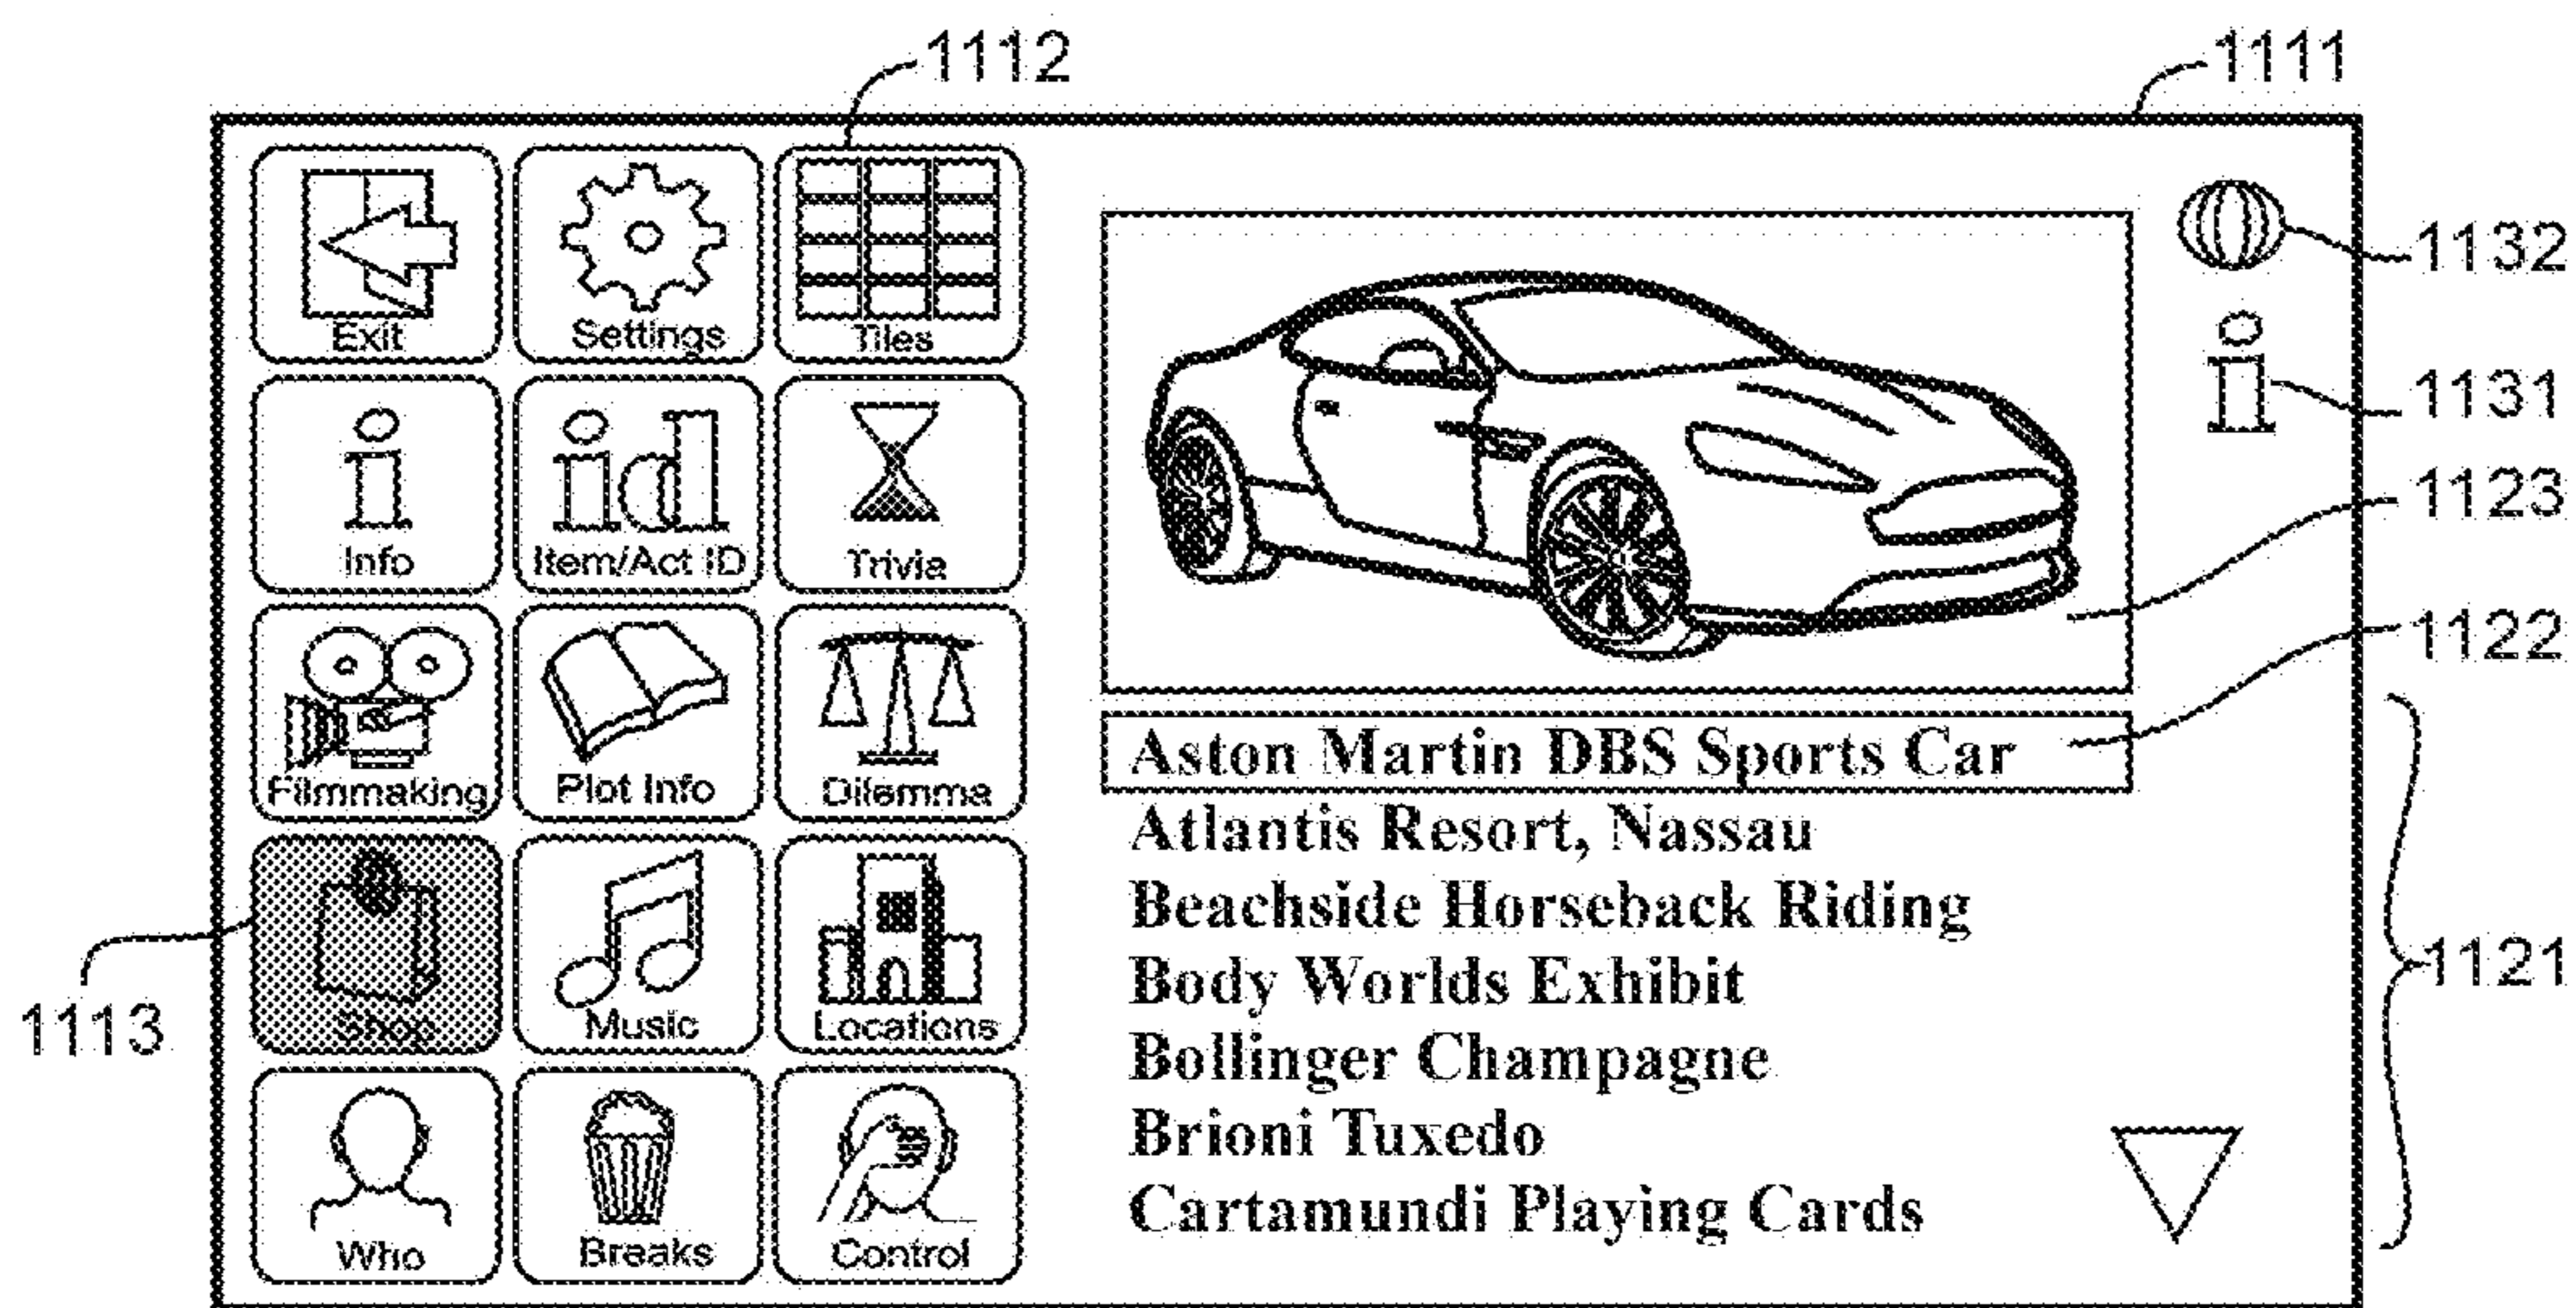 1112
1111
Exit
Settings
Tiles
1132
i
1131
i
id
Info
Item/Act ID
Trivia
1123
1122
Filmmaking
Plot Info
Dilemma
Aston Martin DBS Sports Car
Atlantis Resort, Nassau
Beachside Horseback Riding
Body Worlds Exhibit
Bollinger Champagne
Brioni Tuxedo
Cartamundi Playing Cards
1121
1113
Shop
Music
Locations
Who
Breaks
Control